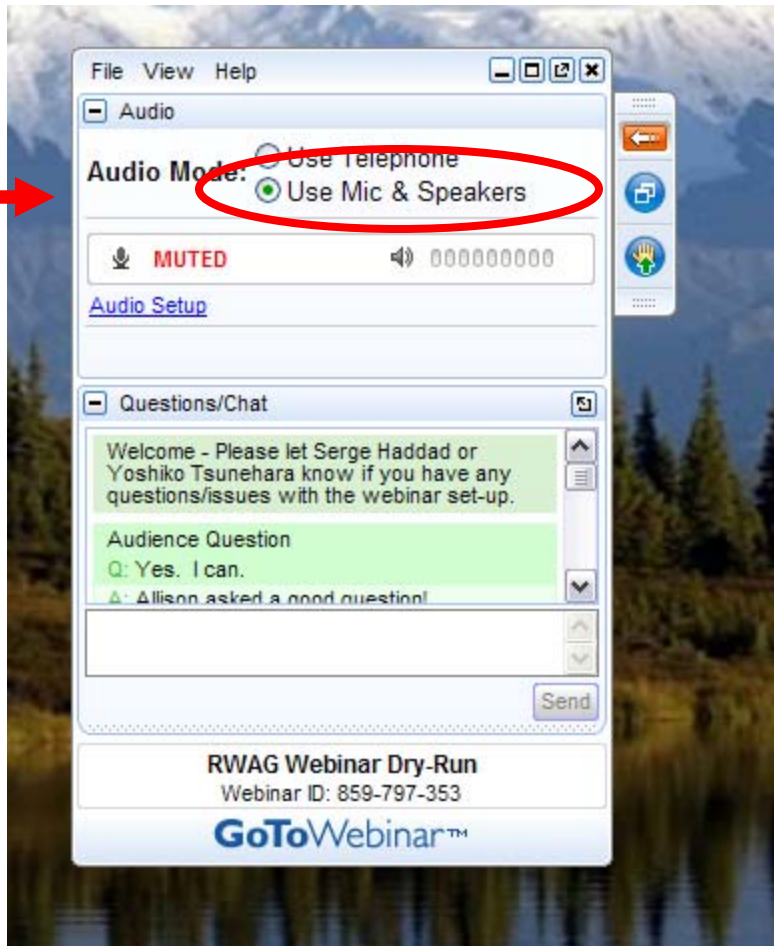 File View Help
Audio
Audio Mode:
Use Telephone
Use Mic & Speakers
MUTED
000000000
Audio Setup
Questions/Chat
Welcome - Please let Serge Haddad or
Yoshiko Tsunehara know if you have any
questions/issues with the webinar set-up.
Audience Question
Q: Yes. I can.
A: Allison asked a good question!
Send
RWAG Webinar Dry-Run
Webinar ID: 859-797-353
GoToWebinar™